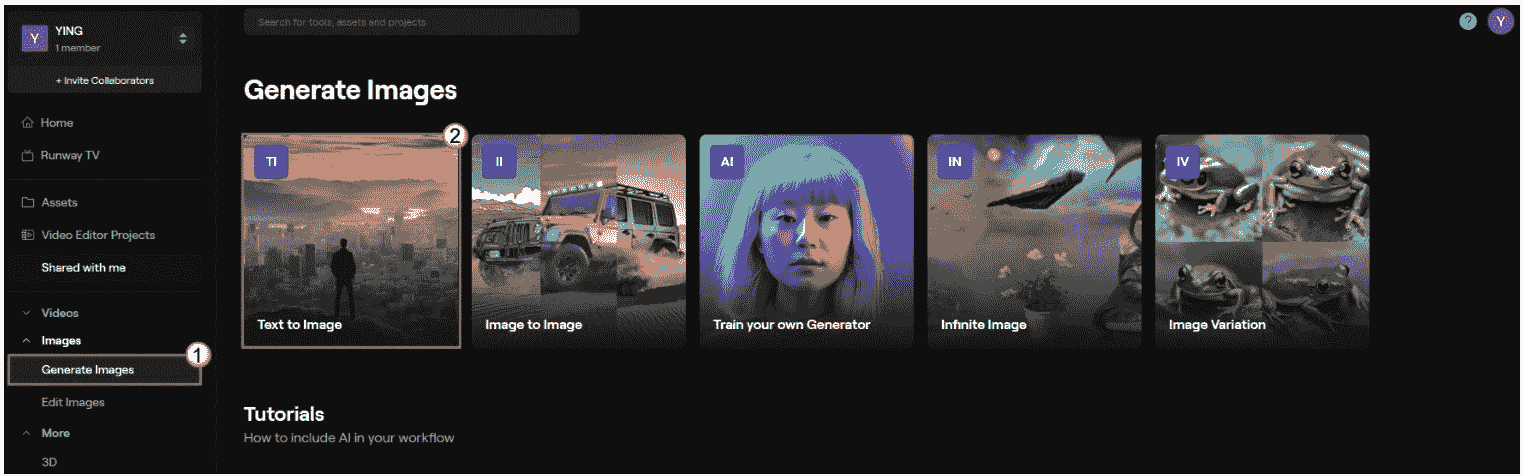 Y
YING
1 member
+ Invite Collaborators
Home
Runway TV
Assets
Video Editor Projects
Shared with me
Videos
Images
1
Generate Images
Edit Images
More
3D
Search for tools, assets and projects
?
Y
Generate Images
2
TI
Text to Image
II
Image to Image
AI
Train your own Generator
IN
Infinite Image
IV
Image Variation
Tutorials
How to include AI in your workflow